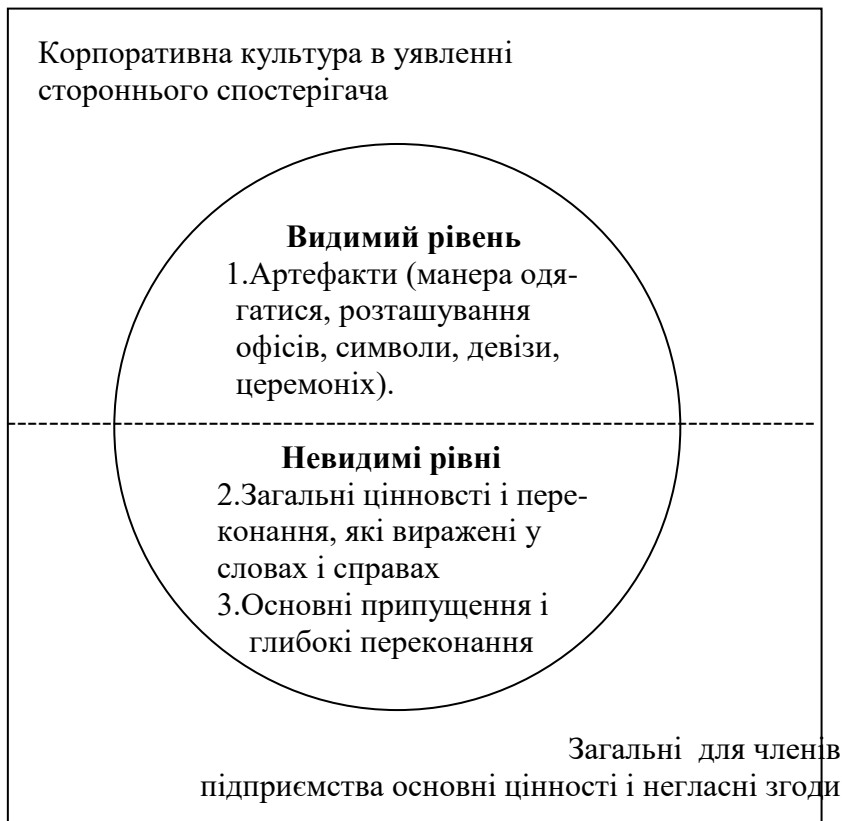 Корпоративна культура в уявленні
стороннього спостерігача
Видимий рівень
1.Артефакти (манера одя-
гатися, розташування
офісів, символи, девізи,
церемоніх).
Невидимі рівні
2.Загальні цінновсті і пере-
конання, які виражені у
словах і справах
3.Основні припущення і
глибокі переконання
Загальні для членів
підприємства основні цінності і негласні згоди